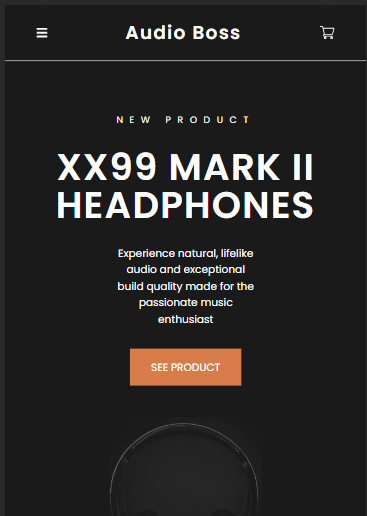 Audio Boss
NEW PRODUCT
XX99 MARK II
HEADPHONES
Experience natural, lifelike
audio and exceptional
build quality made for the
passionate music
enthusiast
SEE PRODUCT